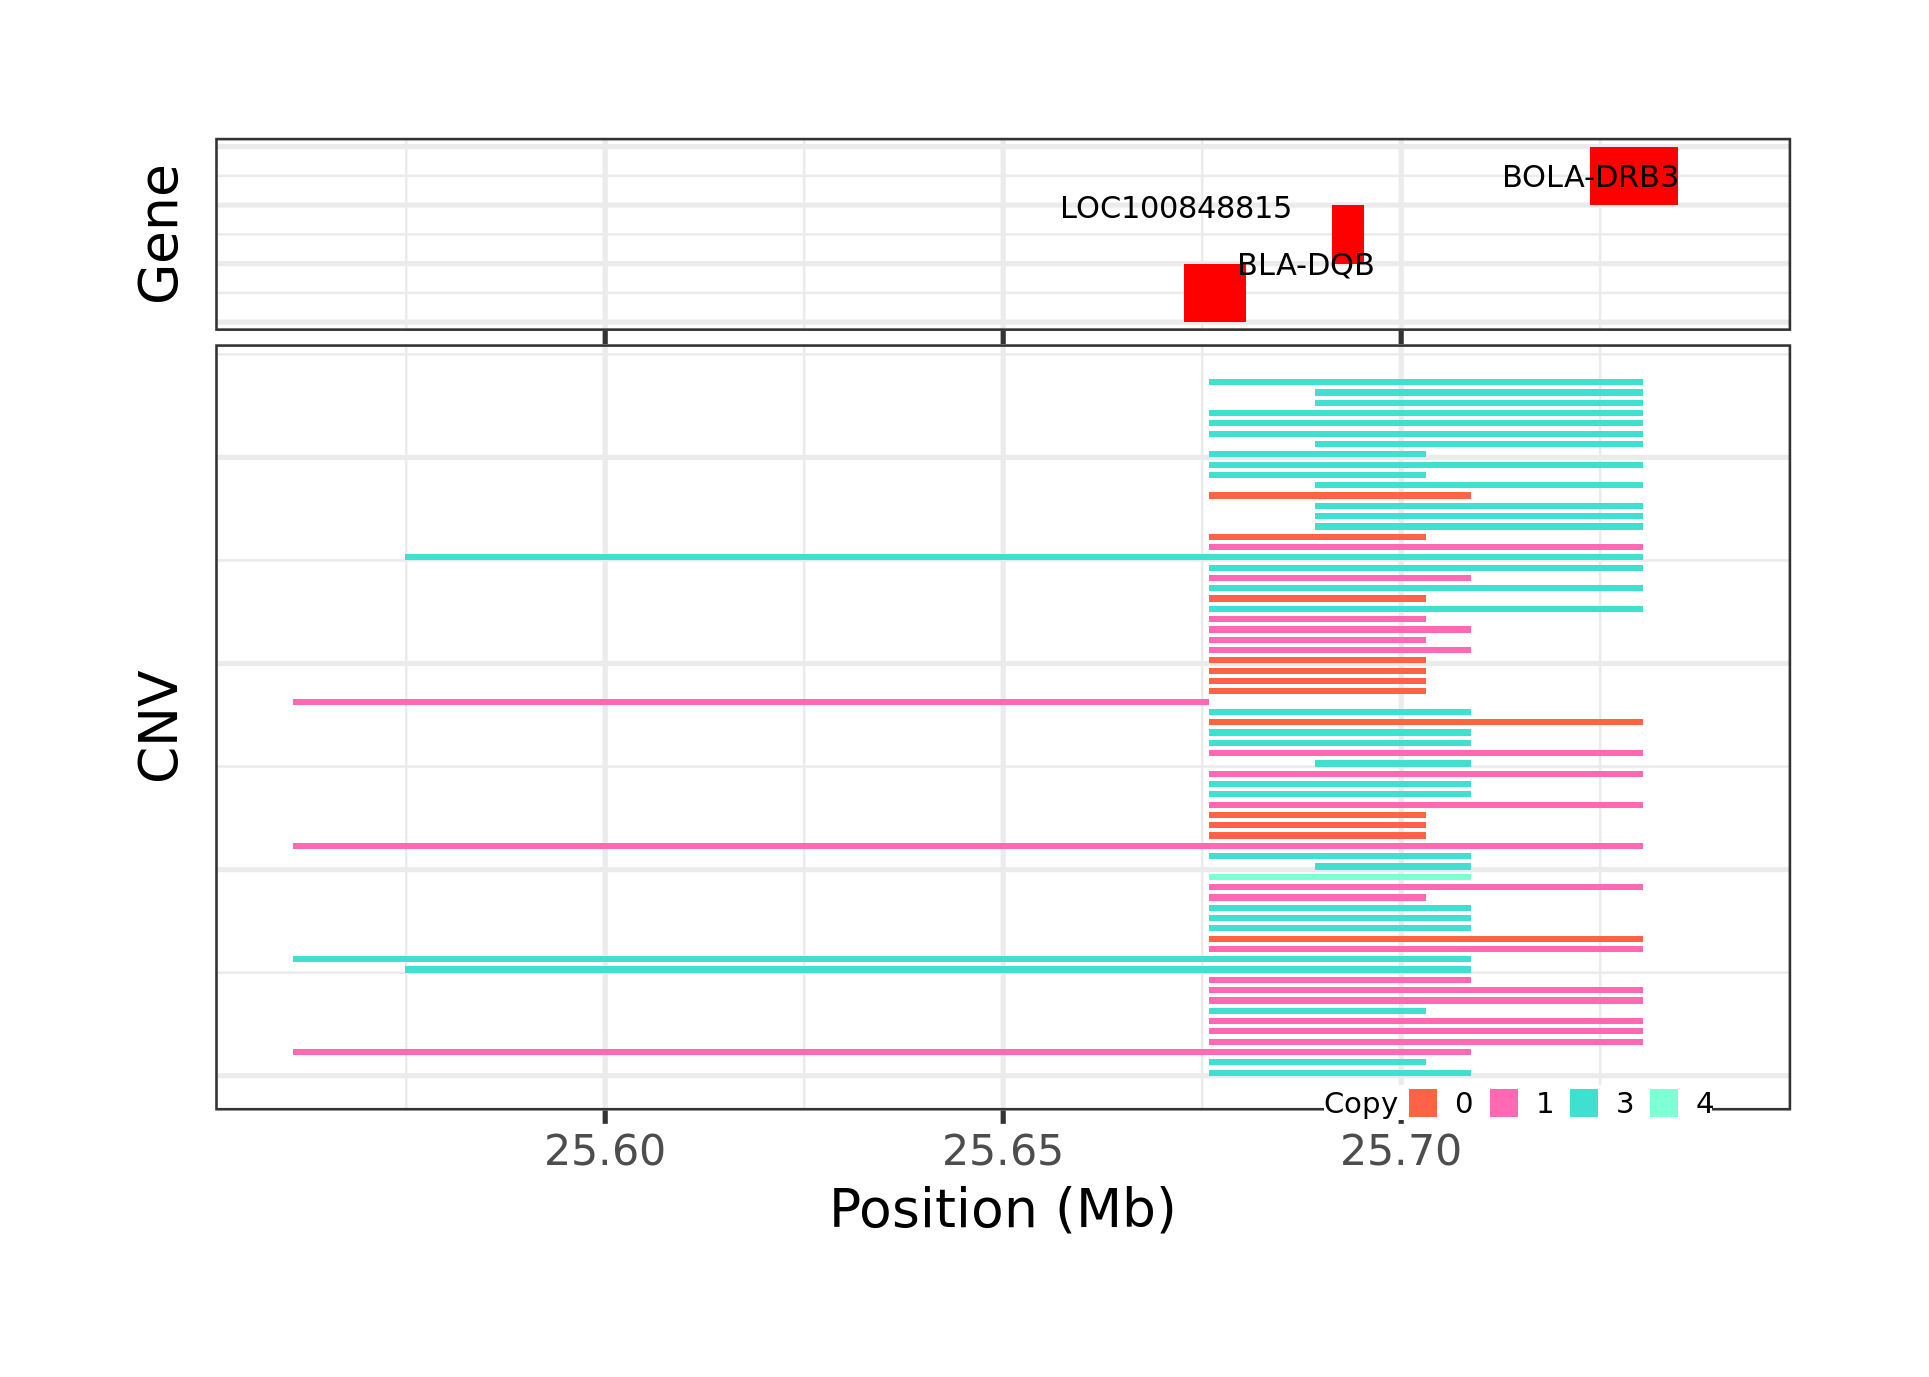 Gene
BOLA-DRB3
LOC100848815
BLA-DQB
CNV
Copy 0 1 3 4
25.60 25.65 25.70
Position (Mb)